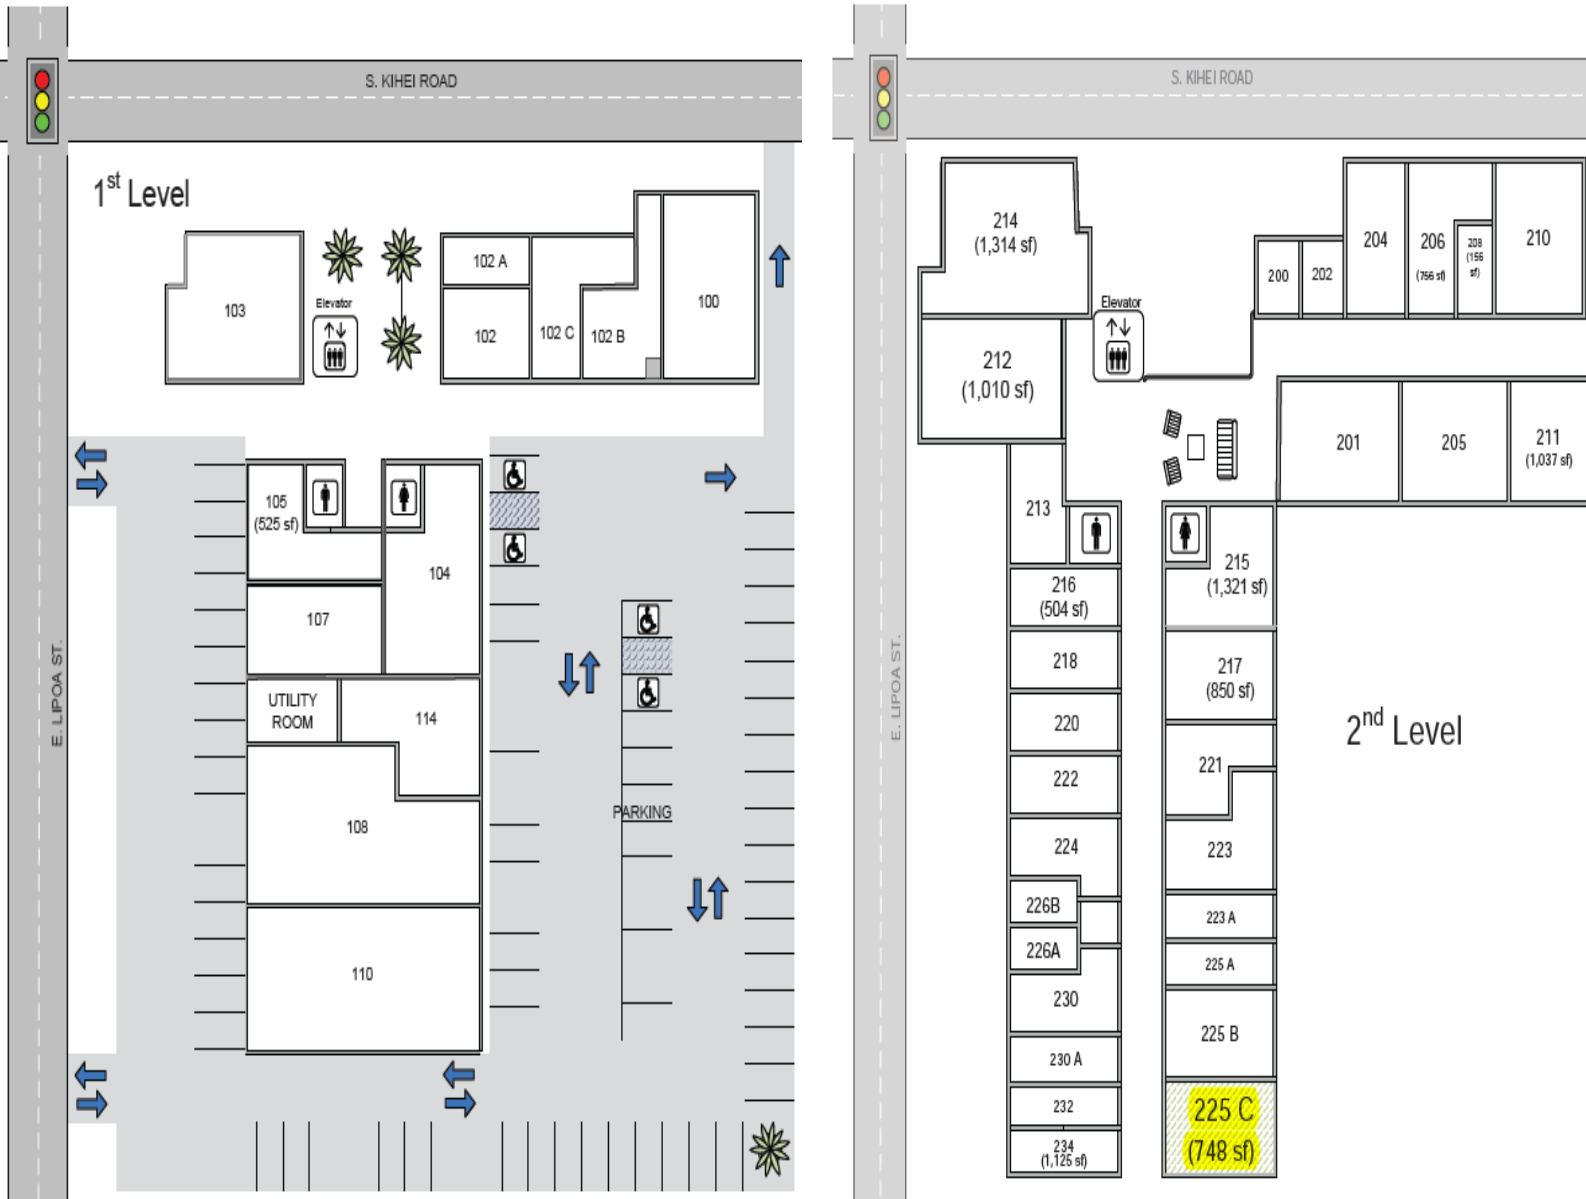 S. KIHEI ROAD
1st Level
E. LIPOA ST.
103
Elevator
102 A
102
102 C
102 B
100
105
(525 sf)
104
107
UTILITY
ROOM
114
108
110
PARKING
S. KIHEI ROAD
2nd Level
E. LIPOA ST.
214
(1,314 sf)
212
(1,010 sf)
Elevator
200
202
204
206
(756 sf)
208
(156
sf)
210
201
205
211
(1,037 sf)
213
215
(1,321 sf)
216
(504 sf)
217
(850 sf)
218
220
221
222
223
224
223 A
226B
226A
225 A
230
225 B
230 A
232
234
(1,125 sf)
225 C
(748 sf)